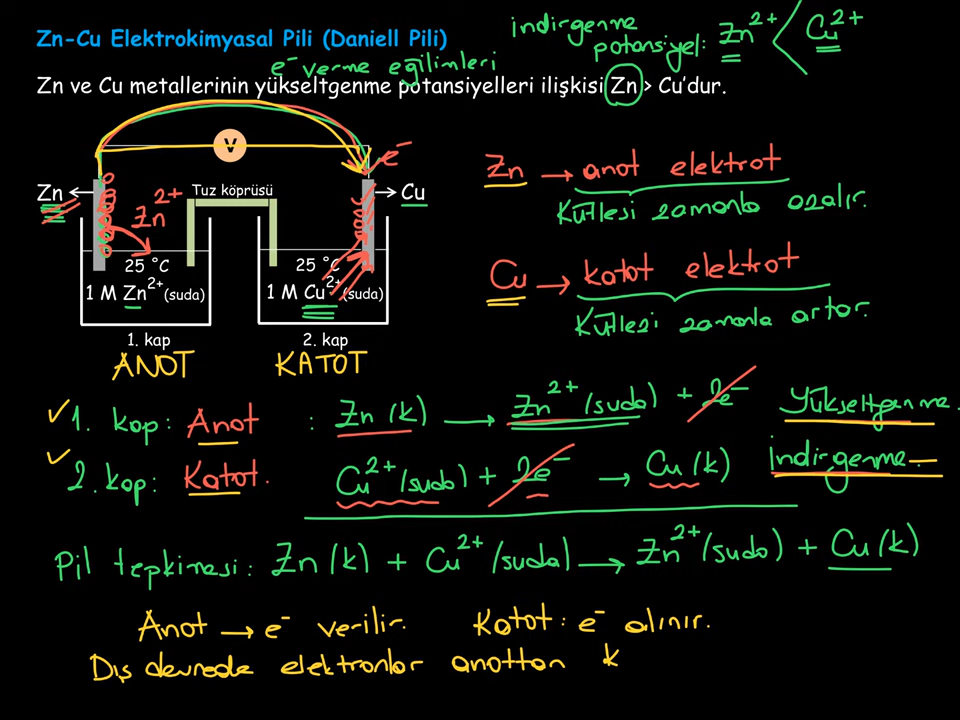 Zn-Cu Elektrokimyasal Pili (Daniell Pili)
indirgenme
potansiyel: Zn²⁺ < Cu²⁺
e⁻ verme eğilimleri
Zn ve Cu metallerinin yükseltgenme potansiyelleri ilişkisi Zn > Cu'dur.
V
e⁻
Zn
Zn²⁺
Tuz köprüsü
Cu
25 °C
1 M Zn²⁺(suda)
25 °C
1 M Cu²⁺(suda)
1. kap
2. kap
ANOT
KATOT
Zn → anot elektrot
Kütlesi zamanla azalır.
Cu → katot elektrot
Kütlesi zamanla artar.
1. kap: Anot : Zn(k) → Zn²⁺(suda) + 2e⁻ Yükseltgenme
2. kap: Katot. Cu²⁺(suda) + 2e⁻ → Cu(k) indirgenme
Pil tepkimesi: Zn(k) + Cu²⁺(suda) → Zn²⁺(suda) + Cu(k)
Anot → e⁻ verilir. Katot: e⁻ alınır.
Dış devrede elektronlar anottan k